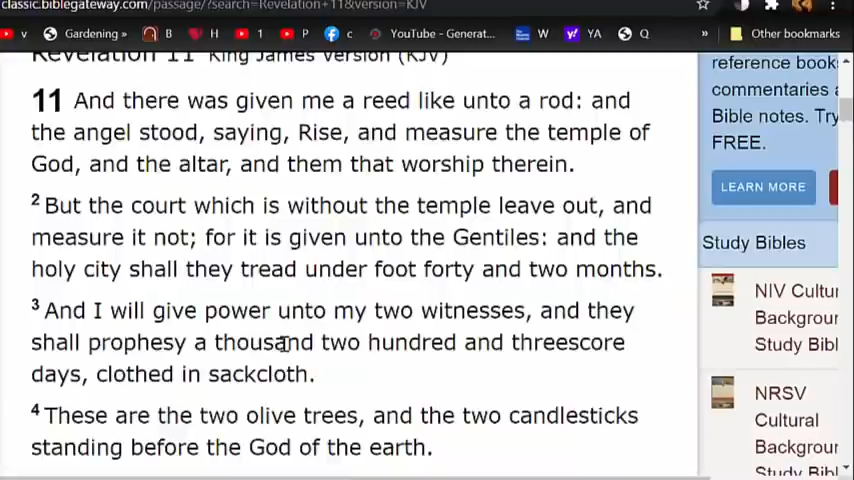 classic.biblegateway.com/passage/?search=Revelation+11&version=KJV
v Gardening » B 1 P c YouTube - Generat... W YA Q » Other bookmarks
Revelation 11 King James Version (KJV)
11 And there was given me a reed like unto a rod: and
the angel stood, saying, Rise, and measure the temple of
God, and the altar, and them that worship therein.
2 But the court which is without the temple leave out, and
measure it not; for it is given unto the Gentiles: and the
holy city shall they tread under foot forty and two months.
3 And I will give power unto my two witnesses, and they
shall prophesy a thousand two hundred and threescore
days, clothed in sackcloth.
4 These are the two olive trees, and the two candlesticks
standing before the God of the earth.
reference books
commentaries a
Bible notes. Try
FREE.
LEARN MORE
Study Bibles
NIV Cultur
Backgroun
Study Bibl
NRSV
Cultural
Backgroun
Study Bibl